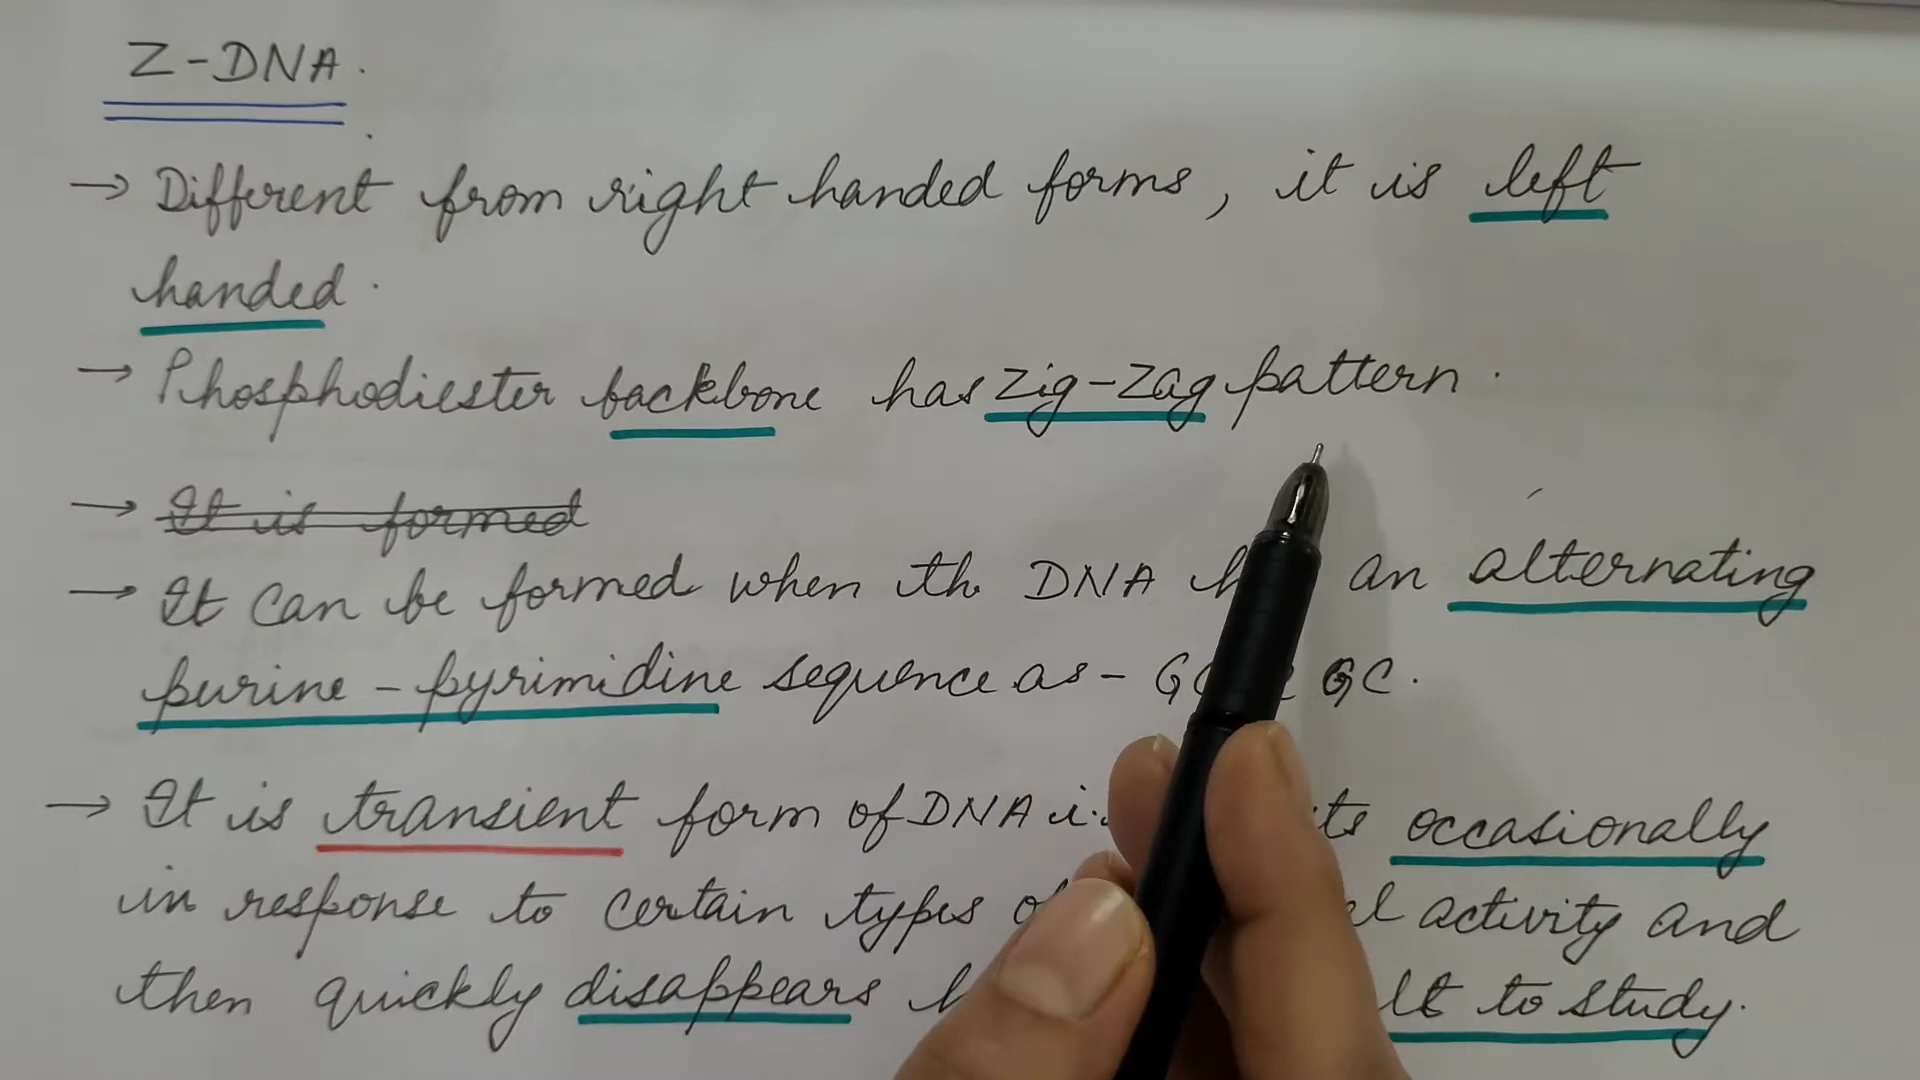 Z-DNA.
→ Different from right handed forms, it is left
handed.
→ Phosphodiester backbone has Zig-Zag pattern.
→ It is formed
→ It can be formed when th DNA an alternating
purine-pyrimidine sequence as - GC.
→ It is transient form of DNA occasionally
in response to certain types activity and
then quickly disappears to study.